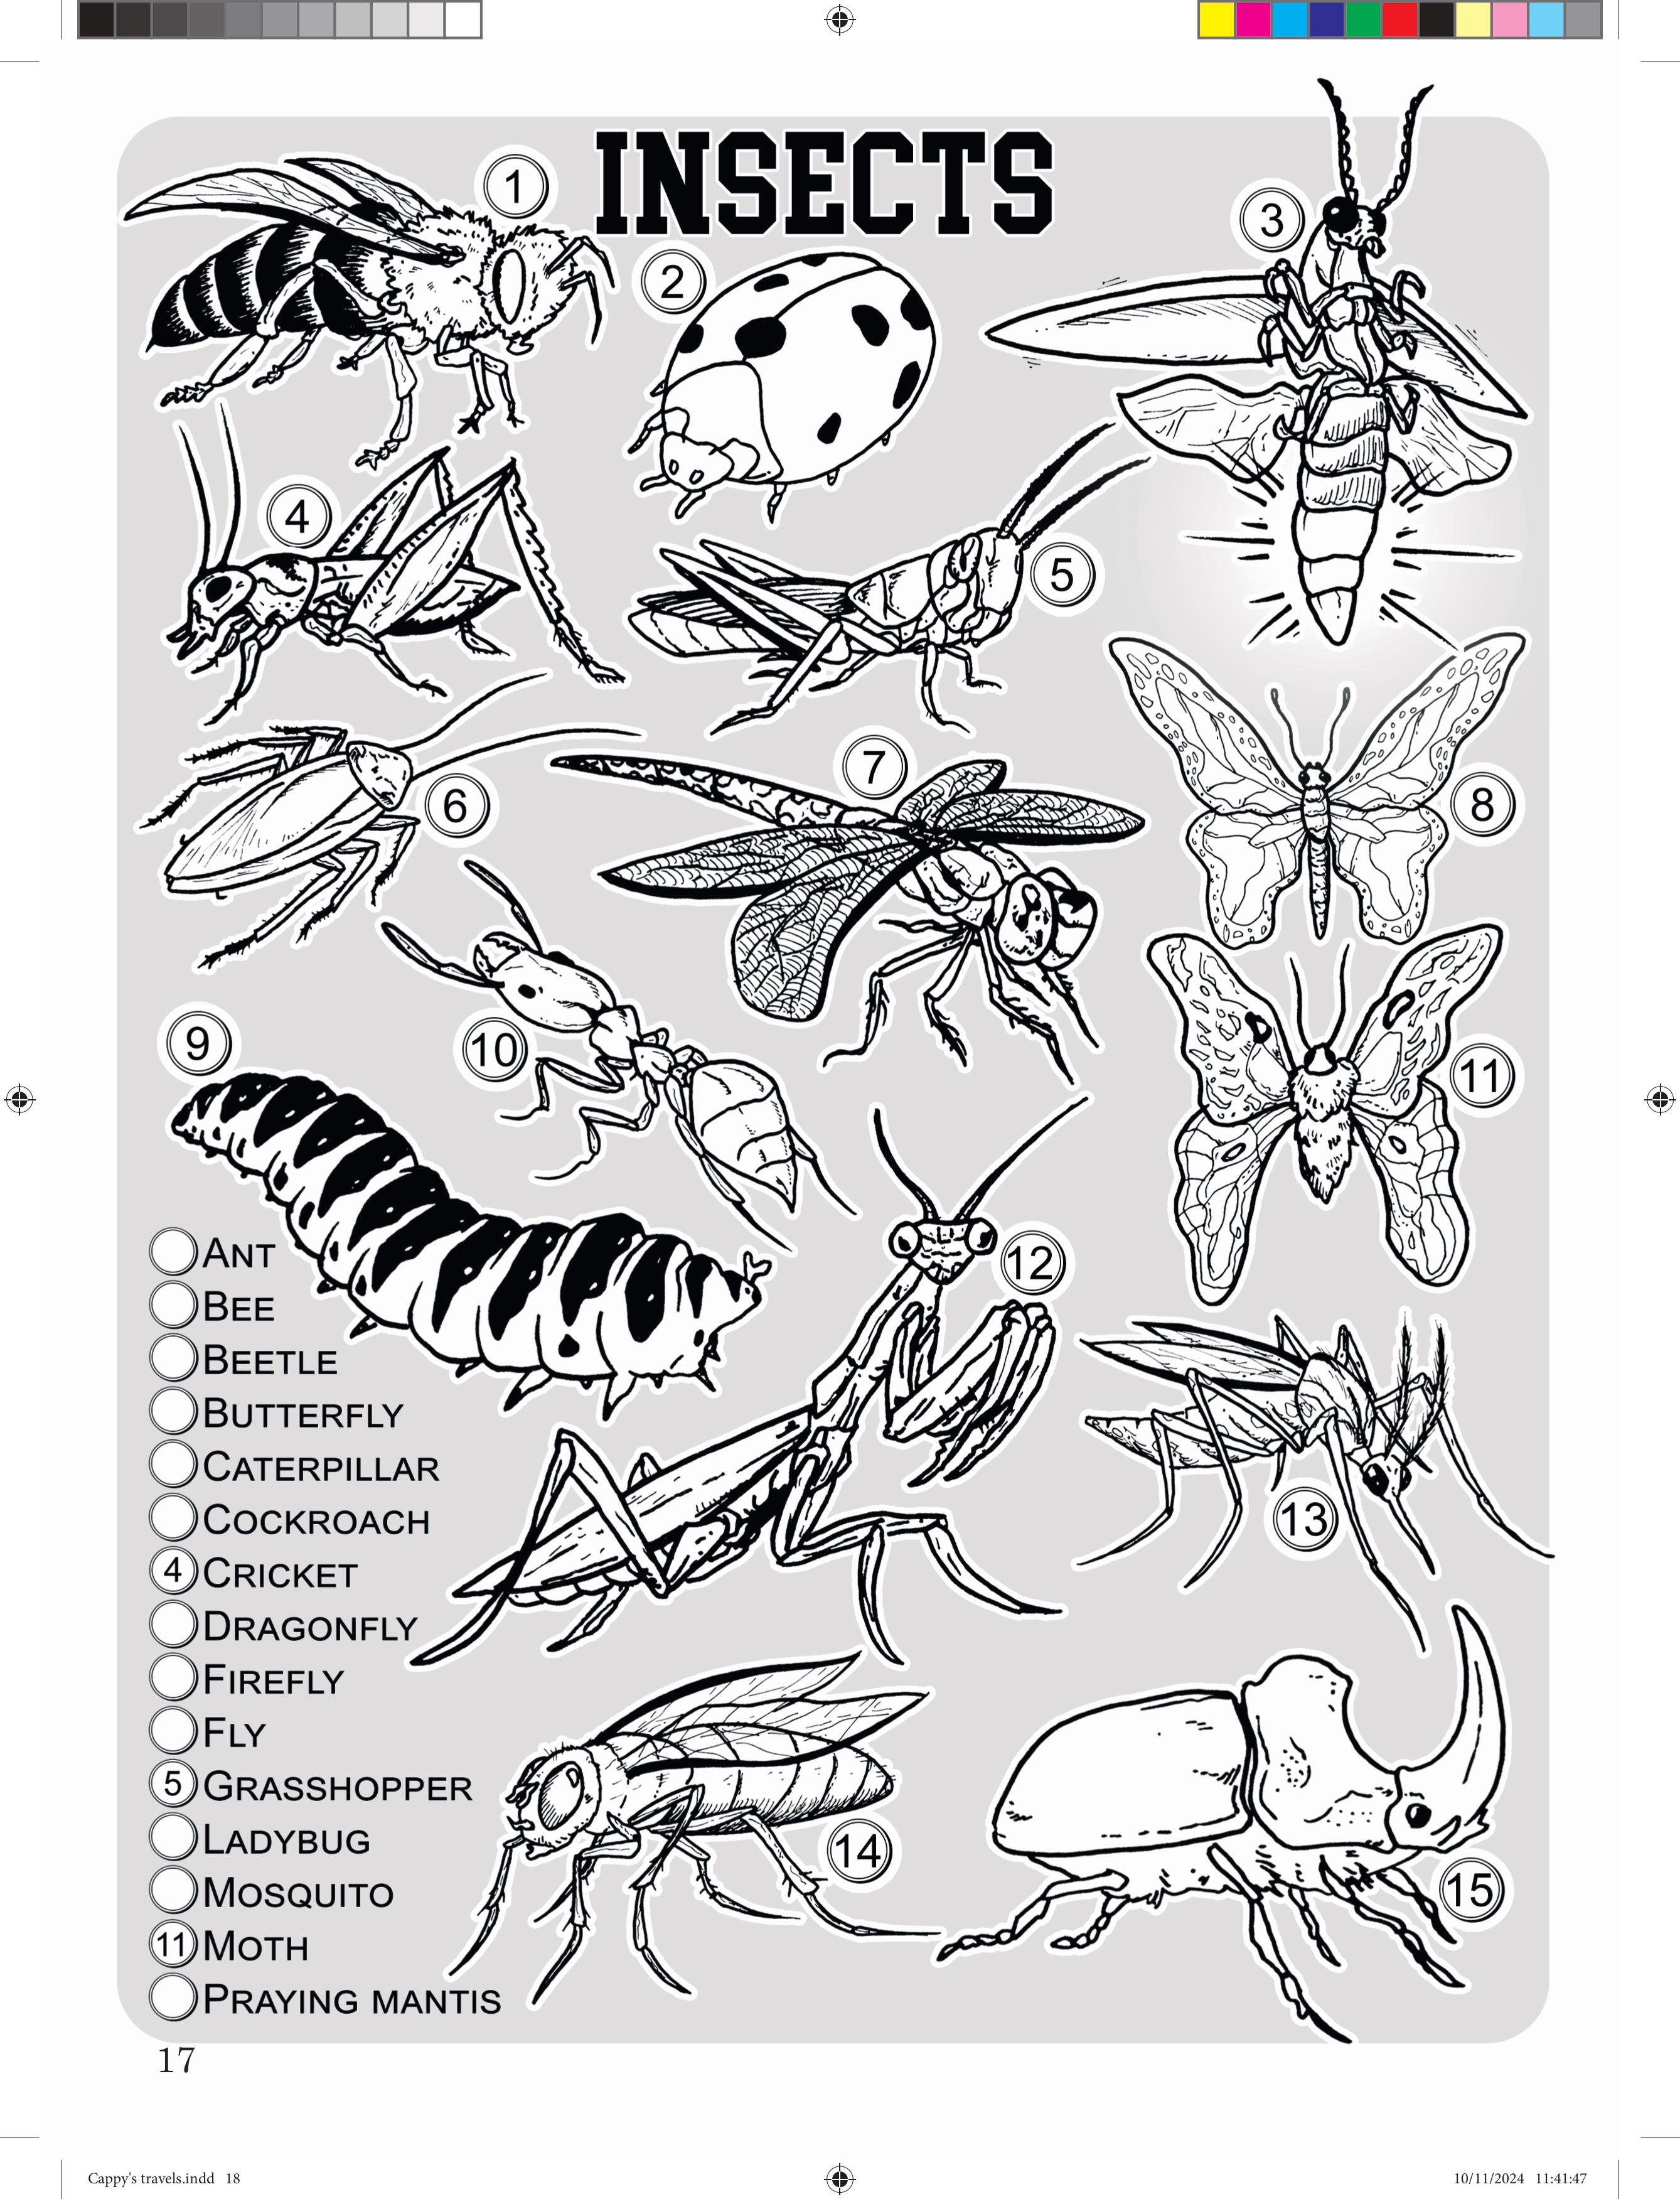 INSECTS
1
2
3
4
5
6
7
8
9
10
11
12
13
14
15
ANT
BEE
BEETLE
BUTTERFLY
CATERPILLAR
COCKROACH
4 CRICKET
DRAGONFLY
FIREFLY
FLY
5 GRASSHOPPER
LADYBUG
MOSQUITO
11 MOTH
PRAYING MANTIS
17
Cappy's travels.indd 18
10/11/2024 11:41:47